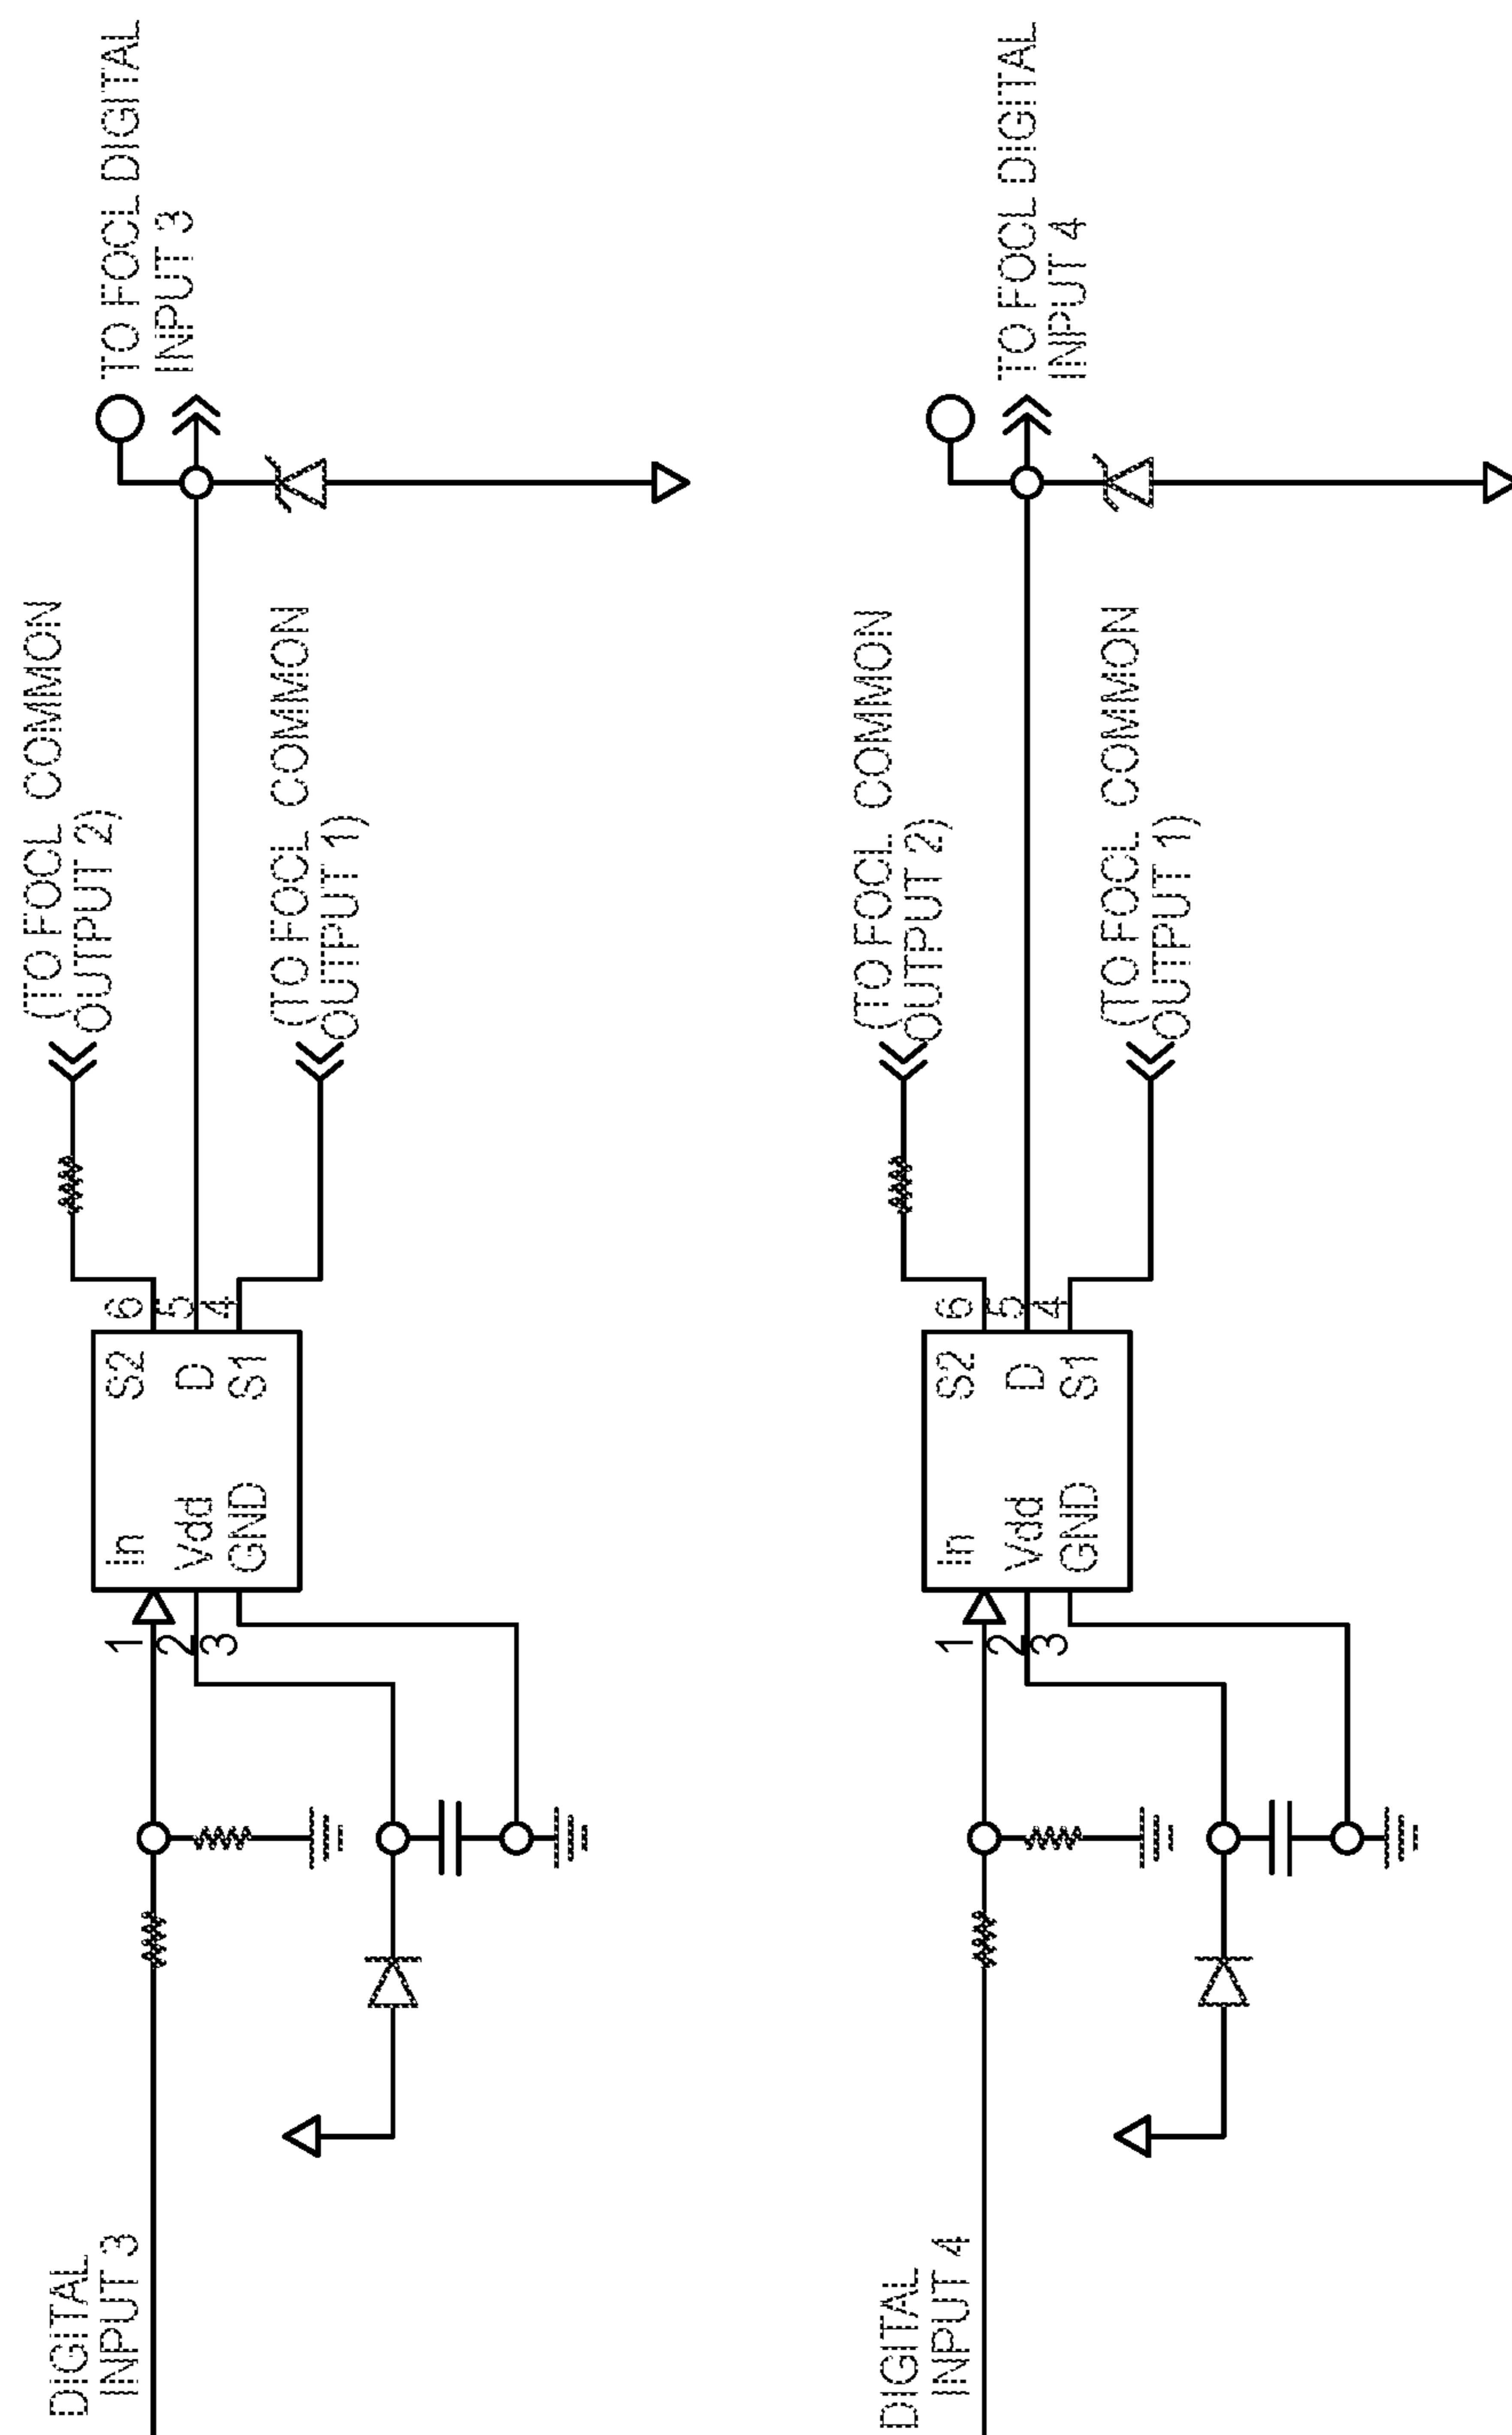 DIGITAL
INPUT 3
1
2
3
in
Vdd
GND
S2
D
S1
6
5
4
(TO FOCL COMMON
OUTPUT 2)
(TO FOCL COMMON
OUTPUT 1)
TO FOCL DIGITAL
INPUT 3
DIGITAL
INPUT 4
1
2
3
in
Vdd
GND
S2
D
S1
6
5
4
(TO FOCL COMMON
OUTPUT 2)
(TO FOCL COMMON
OUTPUT 1)
TO FOCL DIGITAL
INPUT 4